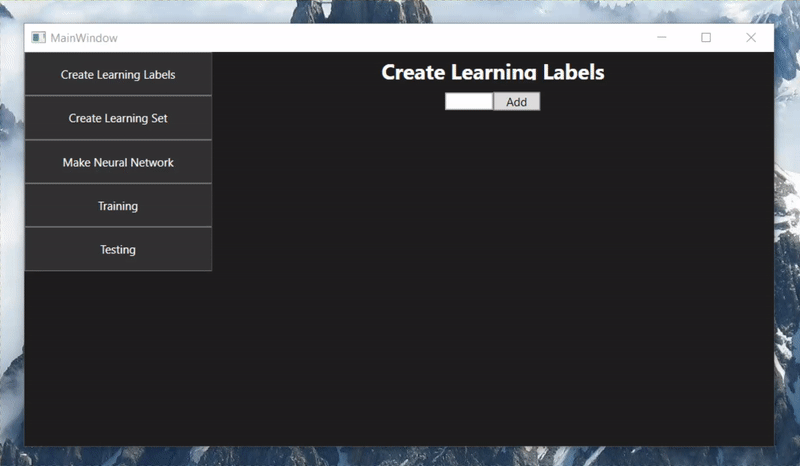 MainWindow
Create Learning Labels
Create Learning Set
Make Neural Network
Training
Testing
Create Learning Labels
Add